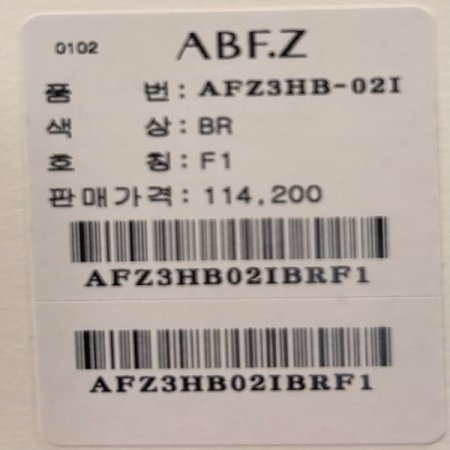 0102 ABF.Z
품 번 : AFZ3HB-02I
색 상 : BR
호 칭 : F1
판매가격 : 114,200
AFZ3HB02IBRF1
AFZ3HB02IBRF1